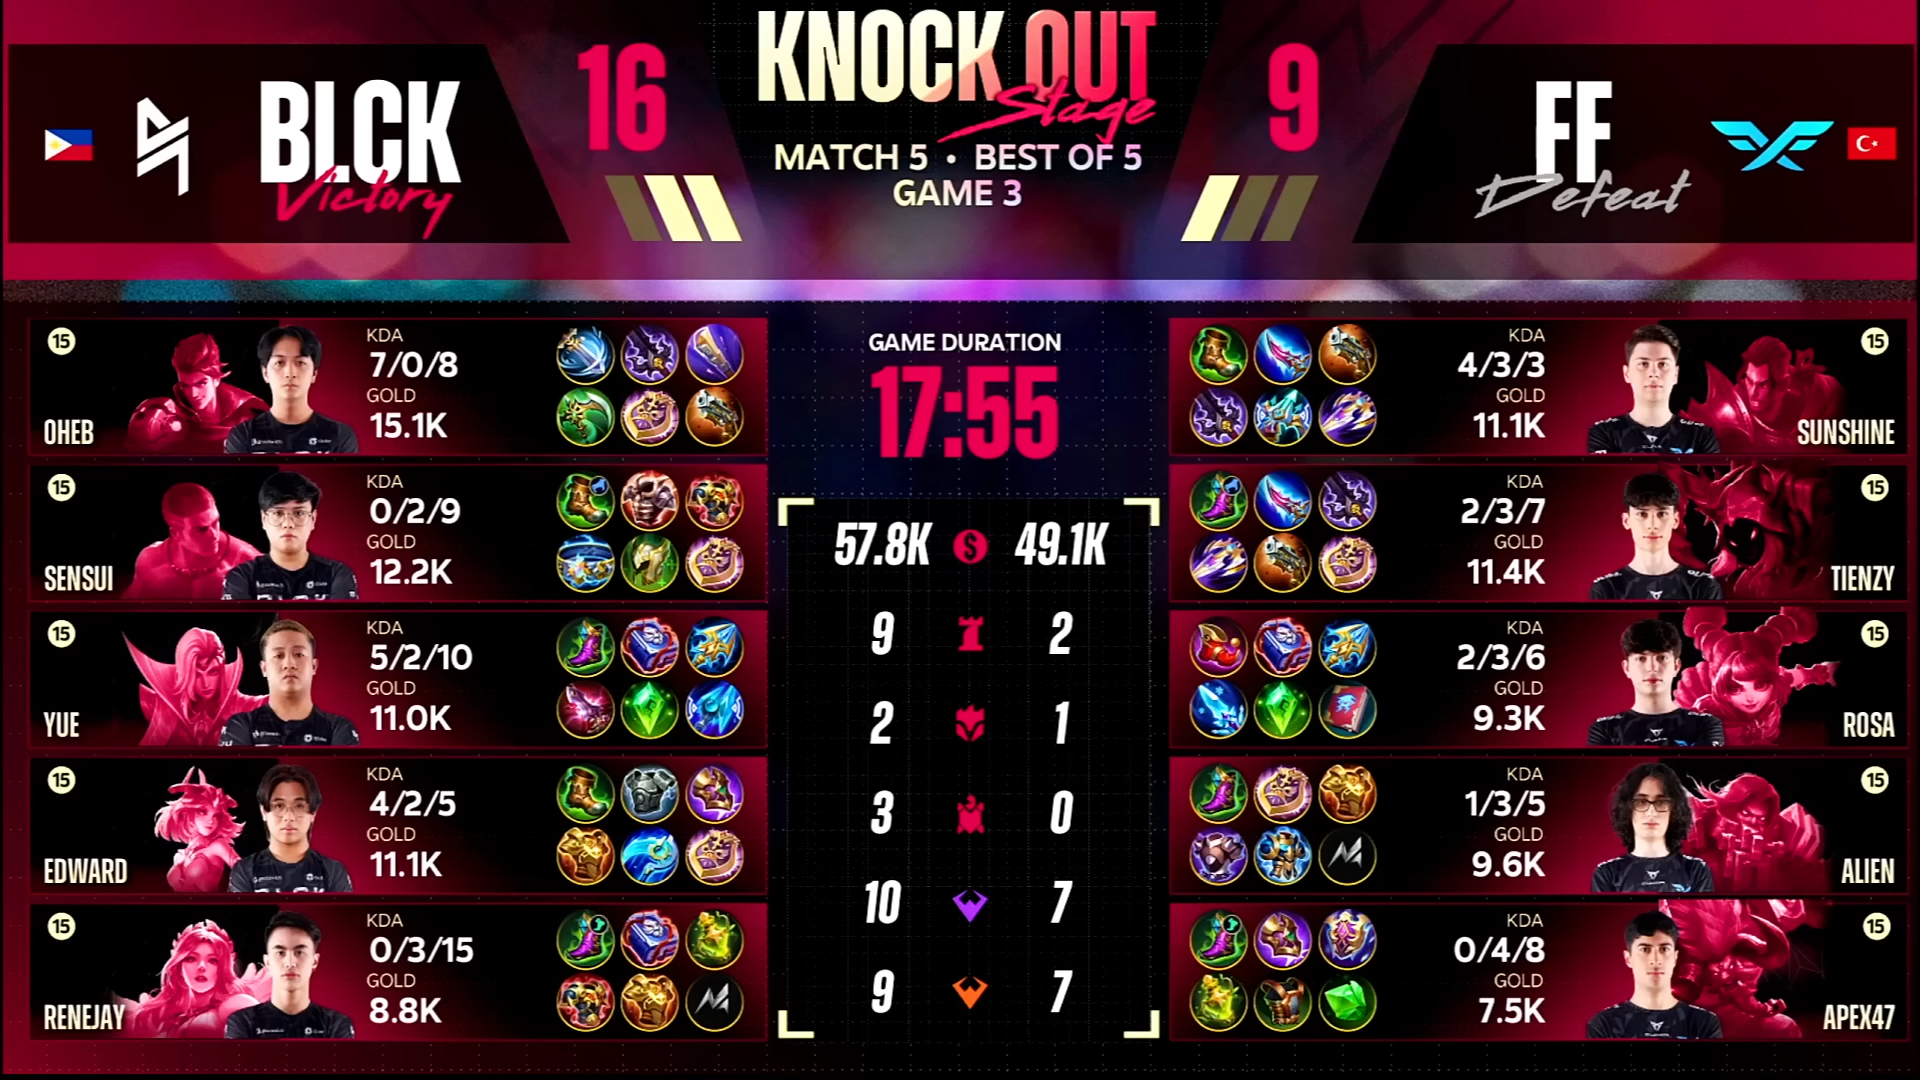 KNOCK OUT
Stage
MATCH 5 • BEST OF 5
GAME 3
BLCK
Victory
16
9
FF
Defeat
GAME DURATION
17:55
57.8K 49.1K
9 2
2 1
3 0
10 7
9 7
15
OHEB
KDA
7/0/8
GOLD
15.1K
15
SENSUI
KDA
0/2/9
GOLD
12.2K
15
YUE
KDA
5/2/10
GOLD
11.0K
15
EDWARD
KDA
4/2/5
GOLD
11.1K
15
RENEJAY
KDA
0/3/15
GOLD
8.8K
KDA
4/3/3
GOLD
11.1K
15
SUNSHINE
KDA
2/3/7
GOLD
11.4K
15
TIENZY
KDA
2/3/6
GOLD
9.3K
15
ROSA
KDA
1/3/5
GOLD
9.6K
15
ALIEN
KDA
0/4/8
GOLD
7.5K
15
APEX47